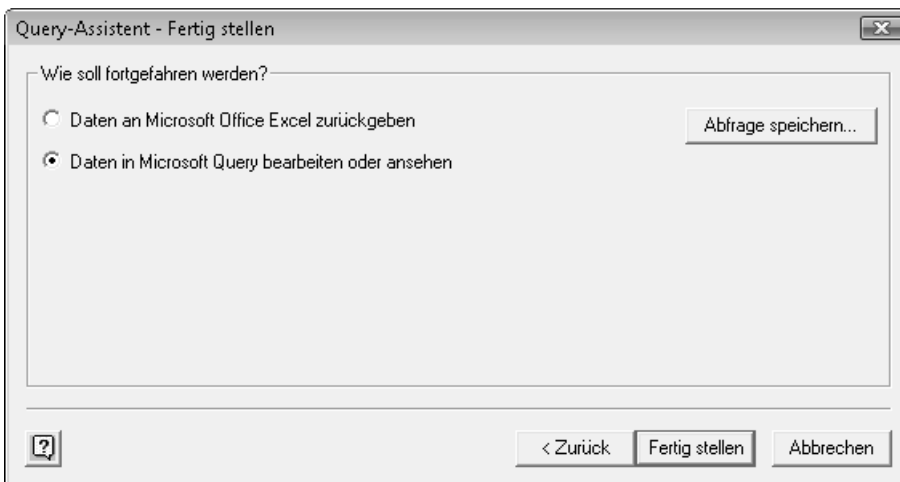 Query-Assistent - Fertig stellen
Wie soll fortgefahren werden?
Daten an Microsoft Office Excel zurückgeben
Abfrage speichern...
Daten in Microsoft Query bearbeiten oder ansehen
?
< Zurück
Fertig stellen
Abbrechen